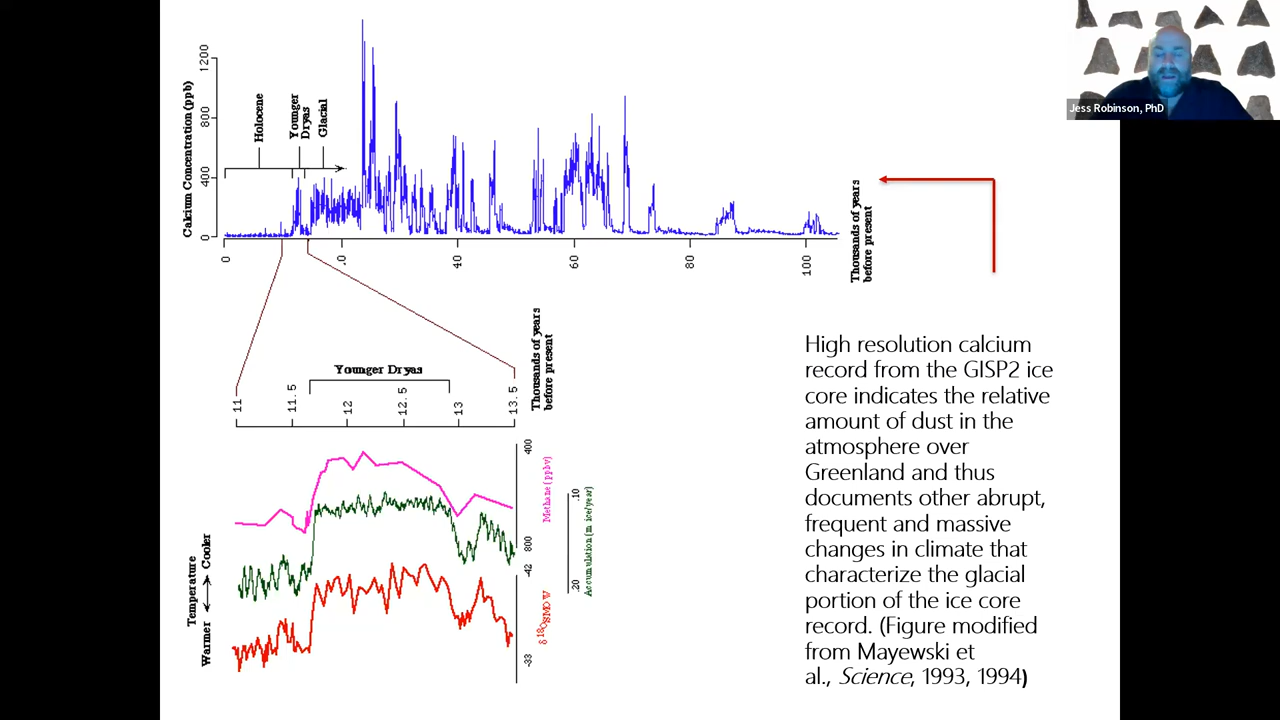 Jess Robinson, PhD
Calcium Concentration (ppb)
1200
800
400
0
Holocene
Younger
Dryas
Glacial
0
.0
40
60
80
100
Thousands of years
before present
Younger Dryas
11
11.5
12
12.5
13
13.5
Thousands of years
before present
400
Methane (ppbv)
800
.10
Accumulation (m ice/year)
.20
-42
δ18OSMOW
-33
Temperature
Warmer
Cooler
High resolution calcium
record from the GISP2 ice
core indicates the relative
amount of dust in the
atmosphere over
Greenland and thus
documents other abrupt,
frequent and massive
changes in climate that
characterize the glacial
portion of the ice core
record. (Figure modified
from Mayewski et
al., Science, 1993, 1994)